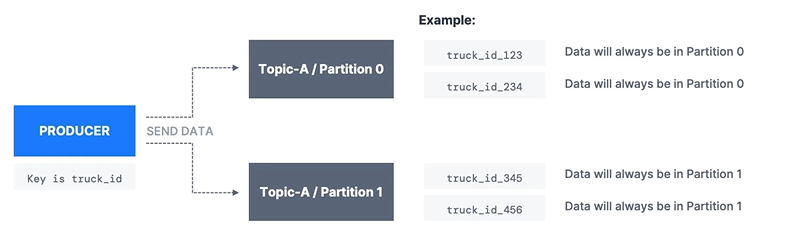 Example:
Topic-A / Partition 0
truck_id_123
Data will always be in Partition 0
truck_id_234
Data will always be in Partition 0
PRODUCER
SEND DATA
Key is truck_id
Topic-A / Partition 1
truck_id_345
Data will always be in Partition 1
truck_id_456
Data will always be in Partition 1